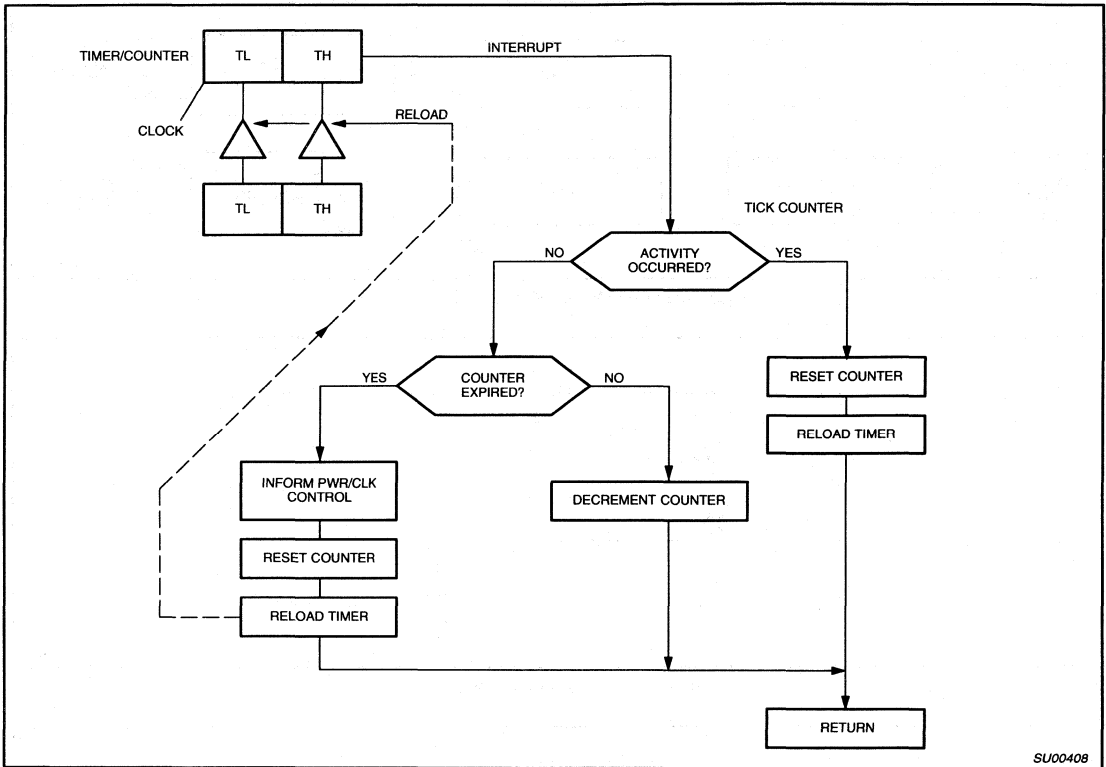 TIMER/COUNTER
TL
TH
INTERRUPT
CLOCK
RELOAD
TL
TH
TICK COUNTER
ACTIVITY
OCCURRED?
NO
YES
COUNTER
EXPIRED?
YES
NO
RESET COUNTER
RELOAD TIMER
INFORM PWR/CLK
CONTROL
DECREMENT COUNTER
RESET COUNTER
RELOAD TIMER
RETURN
SU00408